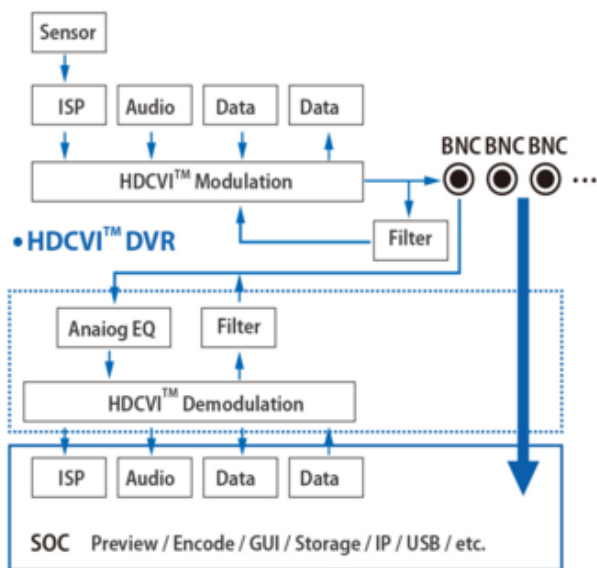 Sensor
ISP Audio Data Data
BNC BNC BNC
HDCVI™ Modulation
...
Filter
• HDCVI™ DVR
Anaiog EQ Filter
HDCVI™ Demodulation
ISP Audio Data Data
SOC Preview / Encode / GUI / Storage / IP / USB / etc.